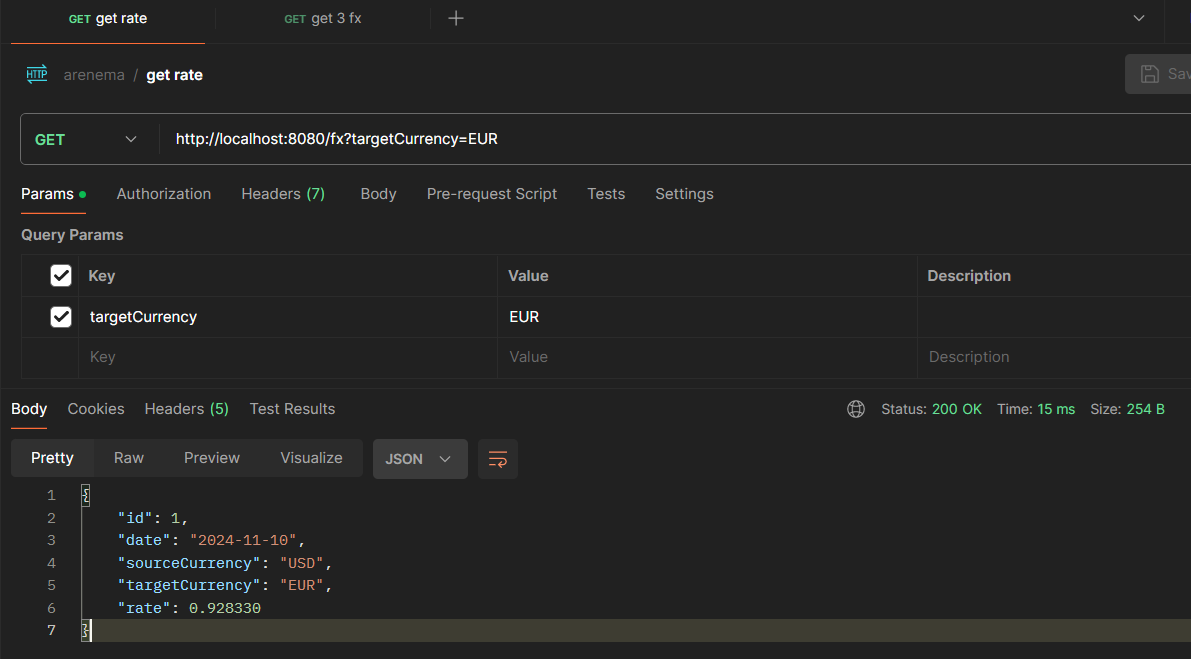 GET get rate GET get 3 fx
HTTP arenema / get rate Sav
GET http://localhost:8080/fx?targetCurrency=EUR
Params Authorization Headers (7) Body Pre-request Script Tests Settings
Query Params
Key Value Description
targetCurrency EUR
Key Value Description
Body Cookies Headers (5) Test Results Status: 200 OK Time: 15 ms Size: 254 B
Pretty Raw Preview Visualize JSON
1 {
2 "id": 1,
3 "date": "2024-11-10",
4 "sourceCurrency": "USD",
5 "targetCurrency": "EUR",
6 "rate": 0.928330
7 }